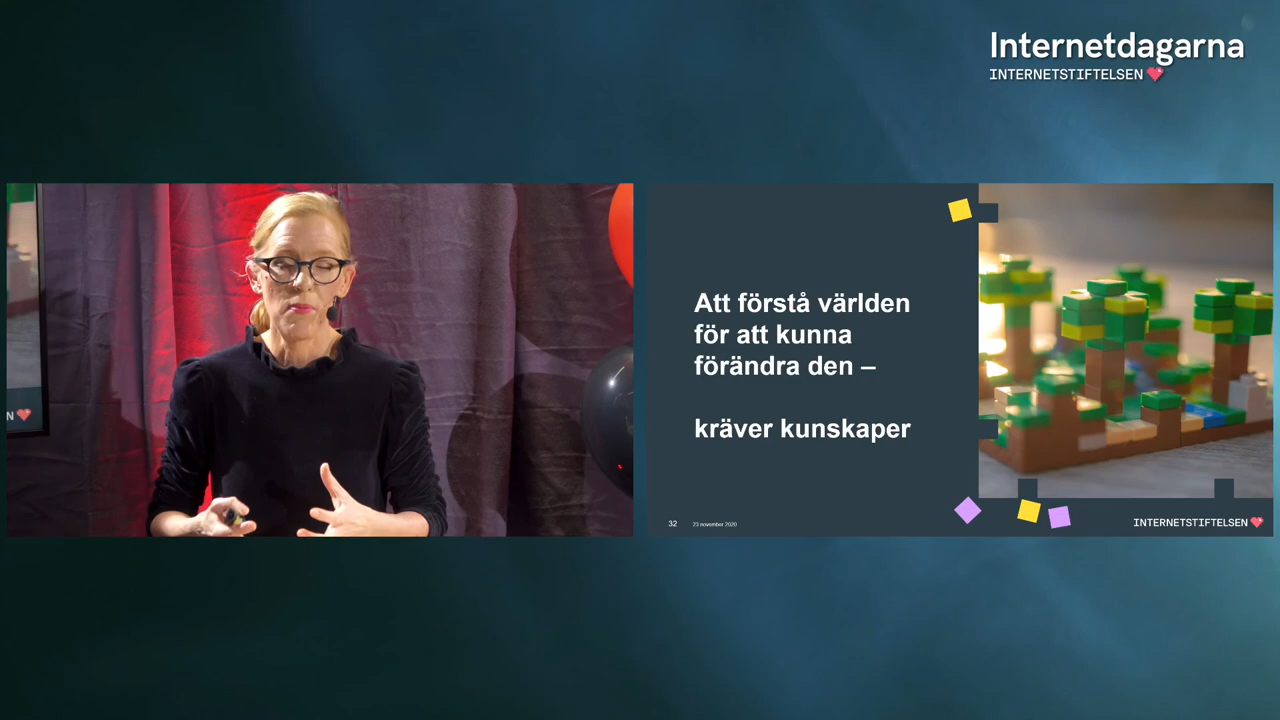 Internetdagarna
INTERNETSTIFTELSEN
N
Att förstå världen
för att kunna
förändra den –
kräver kunskaper
32
23 november 2020
INTERNETSTIFTELSEN